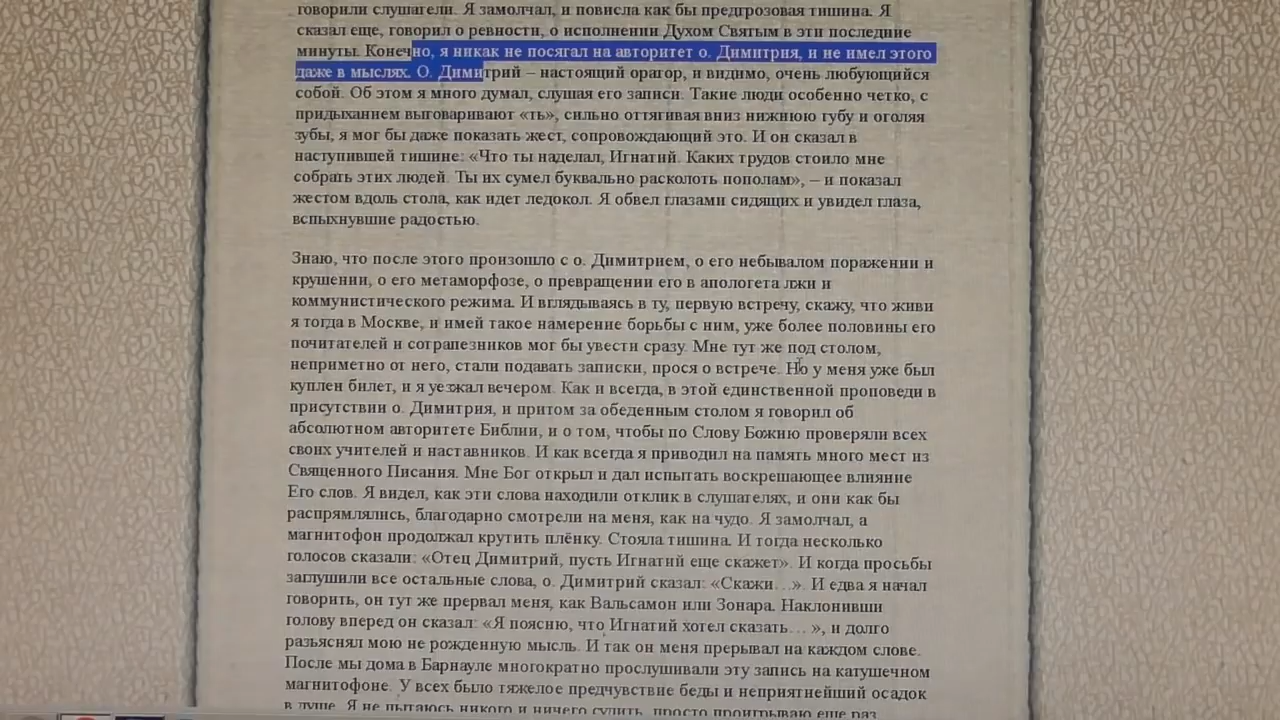 говорили слушатели. Я замолчал, и повисла как бы предгрозовая тишина. Я
сказал еще, говорил о ревности, о исполнении Духом Святым в эти последние
минуты. Конечно, я никак не посягал на авторитет о. Димитрия, и не имел этого
даже в мыслях. О. Димитрий – настоящий оратор, и видимо, очень любующийся
собой. Об этом я много думал, слушая его записи. Такие люди особенно четко, с
придыханием выговаривают «ть», сильно оттягивая вниз нижнюю губу и оголяя
зубы, я мог бы даже показать жест, сопровождающий это. И он сказал в
наступившей тишине: «Что ты наделал, Игнатий. Каких трудов стоило мне
собрать этих людей. Ты их сумел буквально расколоть пополам», – и показал
жестом вдоль стола, как идет ледокол. Я обвел глазами сидящих и увидел глаза,
вспыхнувшие радостью.
Знаю, что после этого произошло с о. Димитрием, о его небывалом поражении и
крушении, о его метаморфозе, о превращении его в апологета лжи и
коммунистического режима. И вглядываясь в ту, первую встречу, скажу, что живи
я тогда в Москве, и имей такое намерение борьбы с ним, уже более половины его
почитателей и сотрапезников мог бы увести сразу. Мне тут же под столом,
неприметно от него, стали подавать записки, прося о встрече. Но у меня уже был
куплен билет, и я уезжал вечером. Как и всегда, в этой единственной проповеди в
присутствии о. Димитрия, и притом за обеденным столом я говорил об
абсолютном авторитете Библии, и о том, чтобы по Слову Божию проверяли всех
своих учителей и наставников. И как всегда я приводил на память много мест из
Священного Писания. Мне Бог открыл и дал испытать воскрешающее влияние
Его слов. Я видел, как эти слова находили отклик в слушателях, и они как бы
распрямлялись, благодарно смотрели на меня, как на чудо. Я замолчал, а
магнитофон продолжал крутить плёнку. Стояла тишина. И тогда несколько
голосов сказали: «Отец Димитрий, пусть Игнатий еще скажет». И когда просьбы
заглушили все остальные слова, о. Димитрий сказал: «Скажи…». И едва я начал
говорить, он тут же прервал меня, как Вальсамон или Зонара. Наклонивши
голову вперед он сказал: «Я поясню, что Игнатий хотел сказать… », и долго
разъяснял мою не рожденную мысль. И так он меня прерывал на каждом слове.
После мы дома в Барнауле многократно прослушивали эту запись на катушечном
магнитофоне. У всех было тяжелое предчувствие беды и неприятнейший осадок
в душе. Я не пытаюсь никого и ничего судить, просто проигрываю еще раз